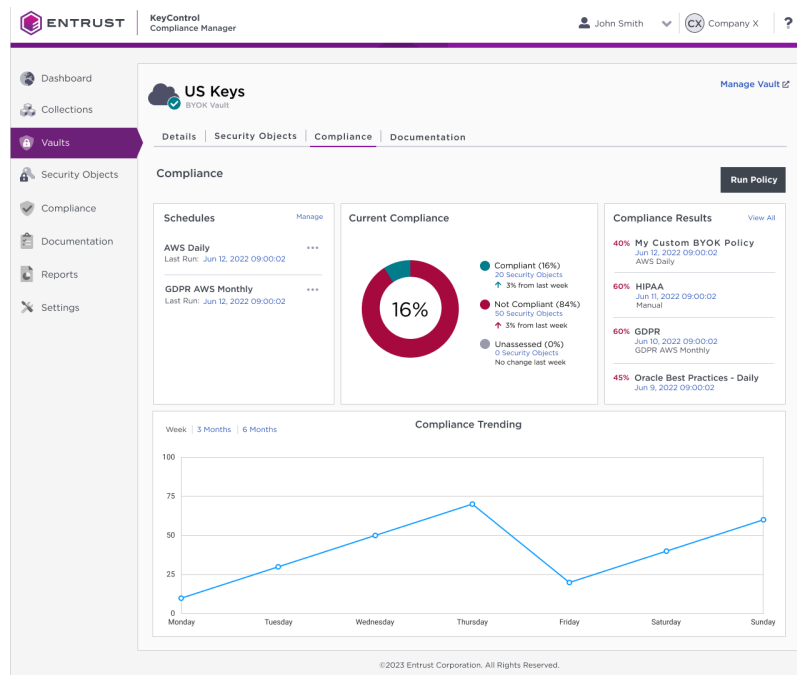 ENTRUST
KeyControl
Compliance Manager
John Smith
CX
Company X
?
Dashboard
Collections
Vaults
Security Objects
Compliance
Documentation
Reports
Settings
US Keys
BYOK Vault
Manage Vault
Details
Security Objects
Compliance
Documentation
Compliance
Run Policy
Schedules
Manage
AWS Daily
Last Run: Jun 12, 2022 09:00:02
GDPR AWS Monthly
Last Run: Jun 12, 2022 09:00:02
Current Compliance
16%
Compliant (16%)
20 Security Objects
3% from last week
Not Compliant (84%)
50 Security Objects
3% from last week
Unassessed (0%)
0 Security Objects
No change last week
Compliance Results
View All
40% My Custom BYOK Policy
Jun 12, 2022 09:00:02
AWS Daily
60% HIPAA
Jun 11, 2022 09:00:02
Manual
60% GDPR
Jun 10, 2022 09:00:02
GDPR AWS Monthly
45% Oracle Best Practices - Daily
Jun 9, 2022 09:00:02
Week
3 Months
6 Months
Compliance Trending
100
75
50
25
0
Monday
Tuesday
Wednesday
Thursday
Friday
Saturday
Sunday
©2023 Entrust Corporation. All Rights Reserved.